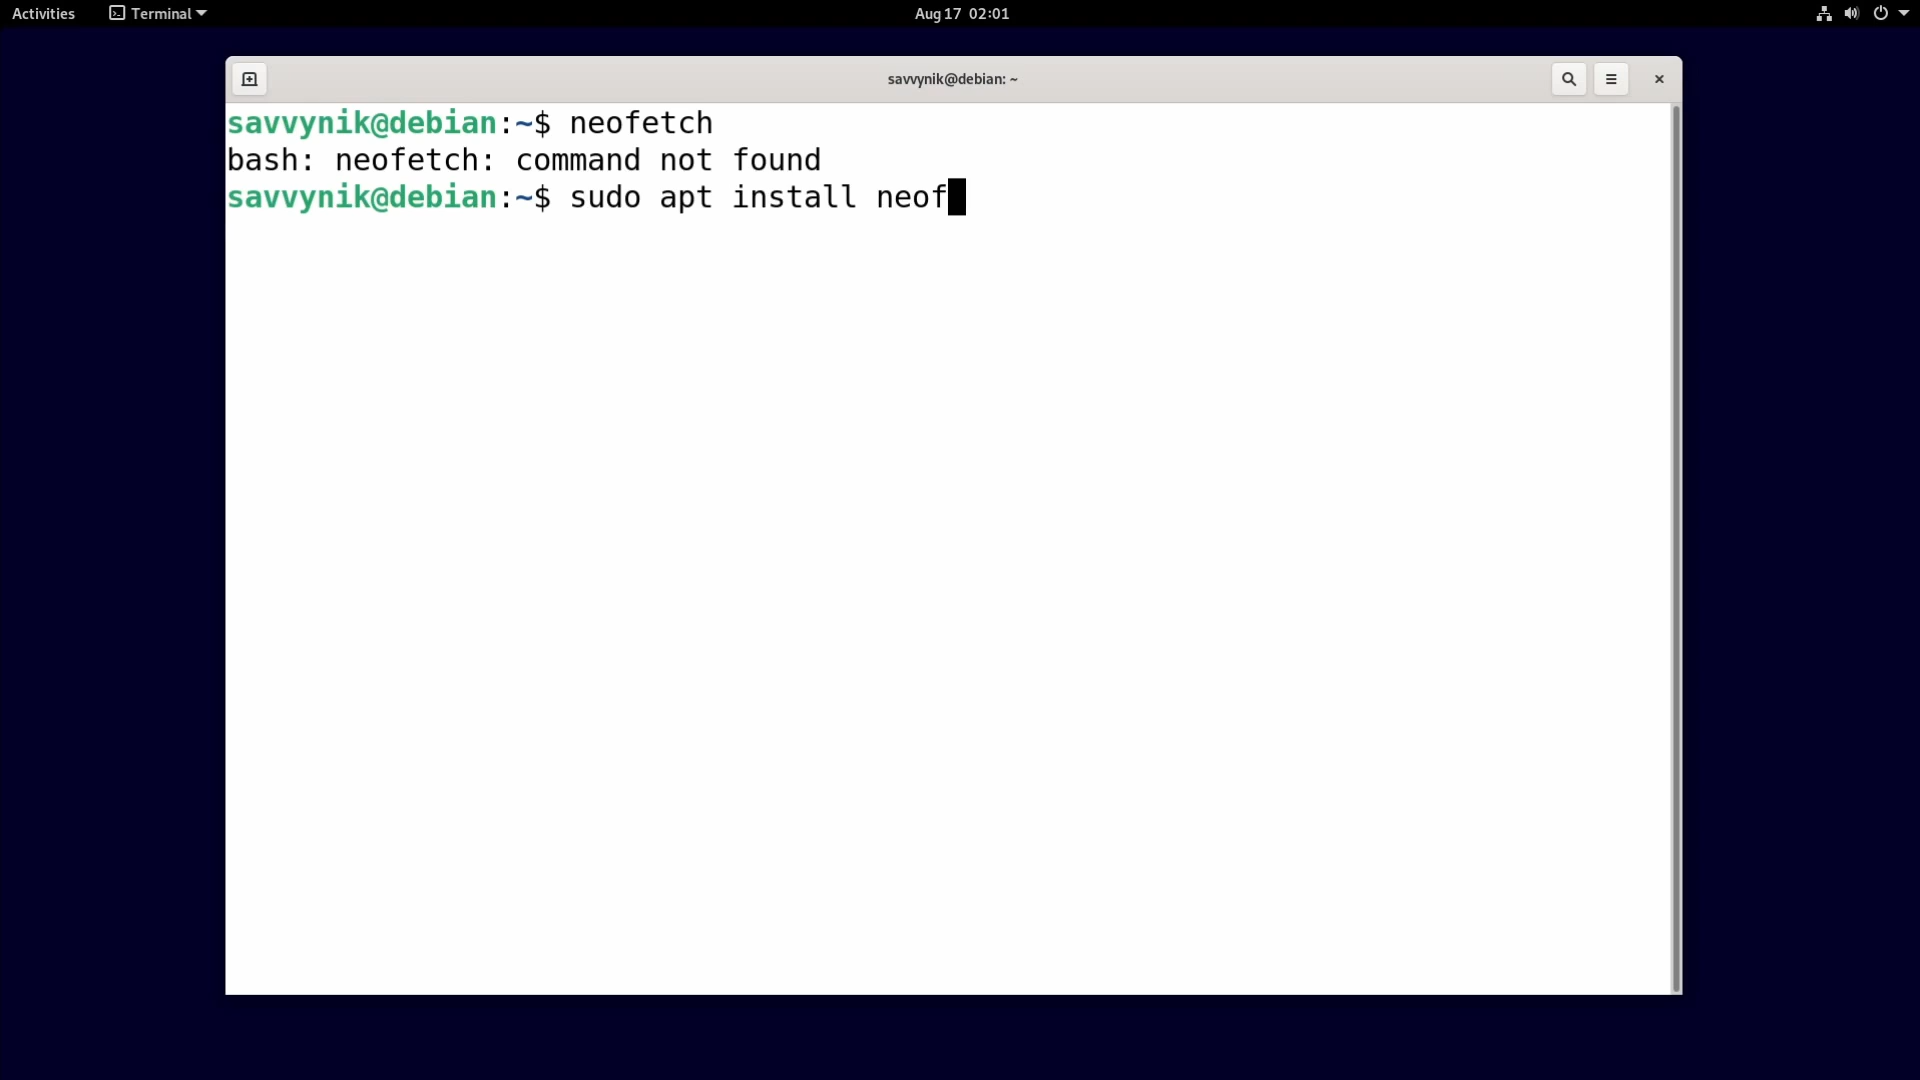 Activities Terminal Aug 17 02:01
savvynik@debian: ~
savvynik@debian:~$ neofetch
bash: neofetch: command not found
savvynik@debian:~$ sudo apt install neof